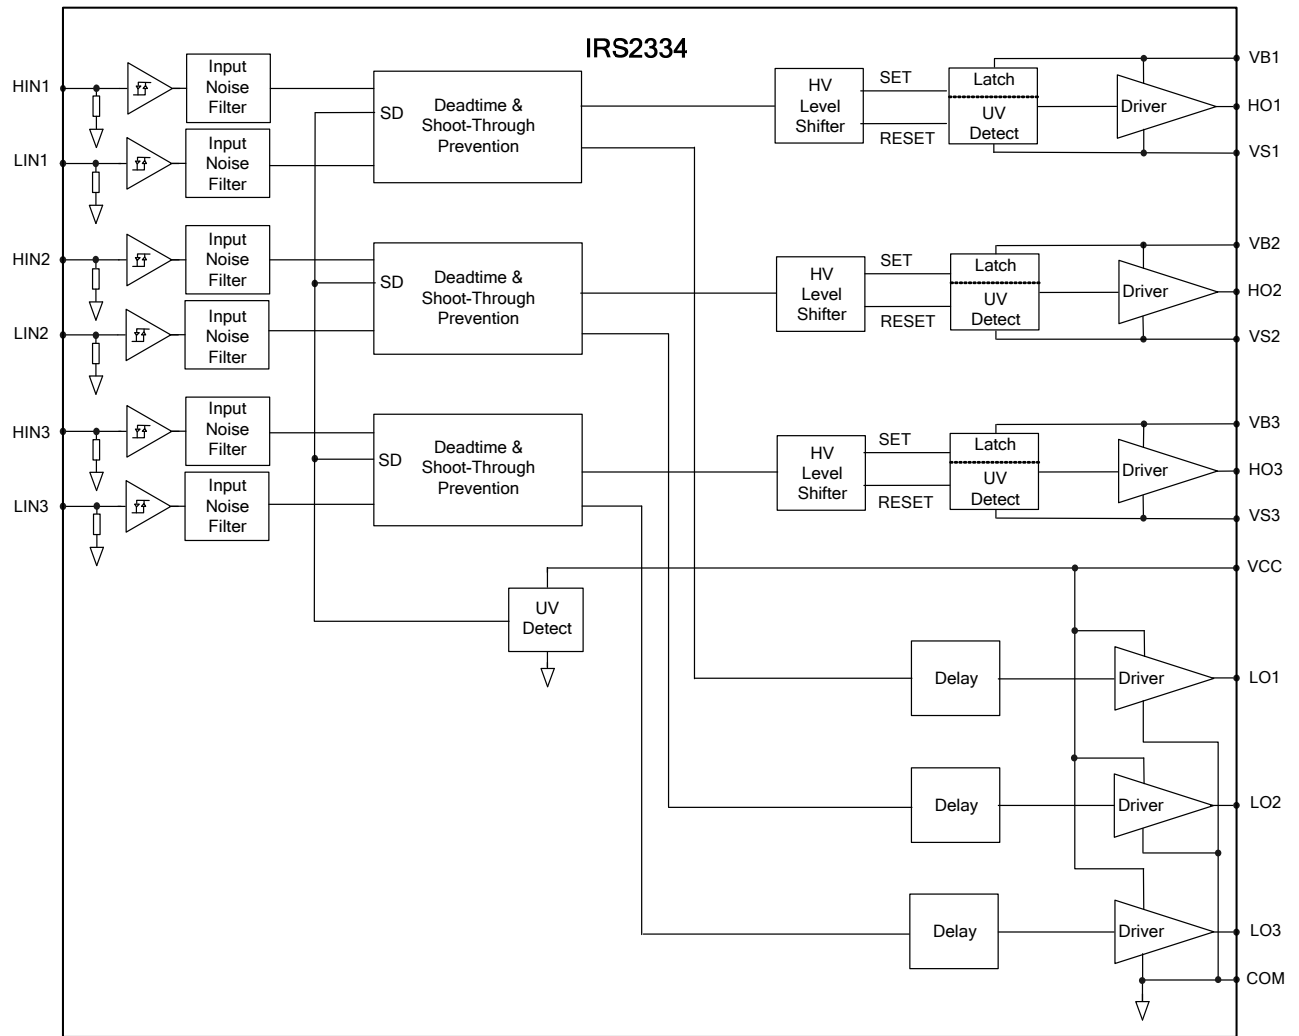 IRS2334
HIN1
Input
Noise
Filter
LIN1
Input
Noise
Filter
SD
Deadtime &
Shoot-Through
Prevention
HV
Level
Shifter
SET
RESET
Latch
UV
Detect
Driver
VB1
HO1
VS1
HIN2
Input
Noise
Filter
LIN2
Input
Noise
Filter
SD
Deadtime &
Shoot-Through
Prevention
HV
Level
Shifter
SET
RESET
Latch
UV
Detect
Driver
VB2
HO2
VS2
HIN3
Input
Noise
Filter
LIN3
Input
Noise
Filter
SD
Deadtime &
Shoot-Through
Prevention
HV
Level
Shifter
SET
RESET
Latch
UV
Detect
Driver
VB3
HO3
VS3
VCC
UV
Detect
Delay
Driver
LO1
Delay
Driver
LO2
Delay
Driver
LO3
COM